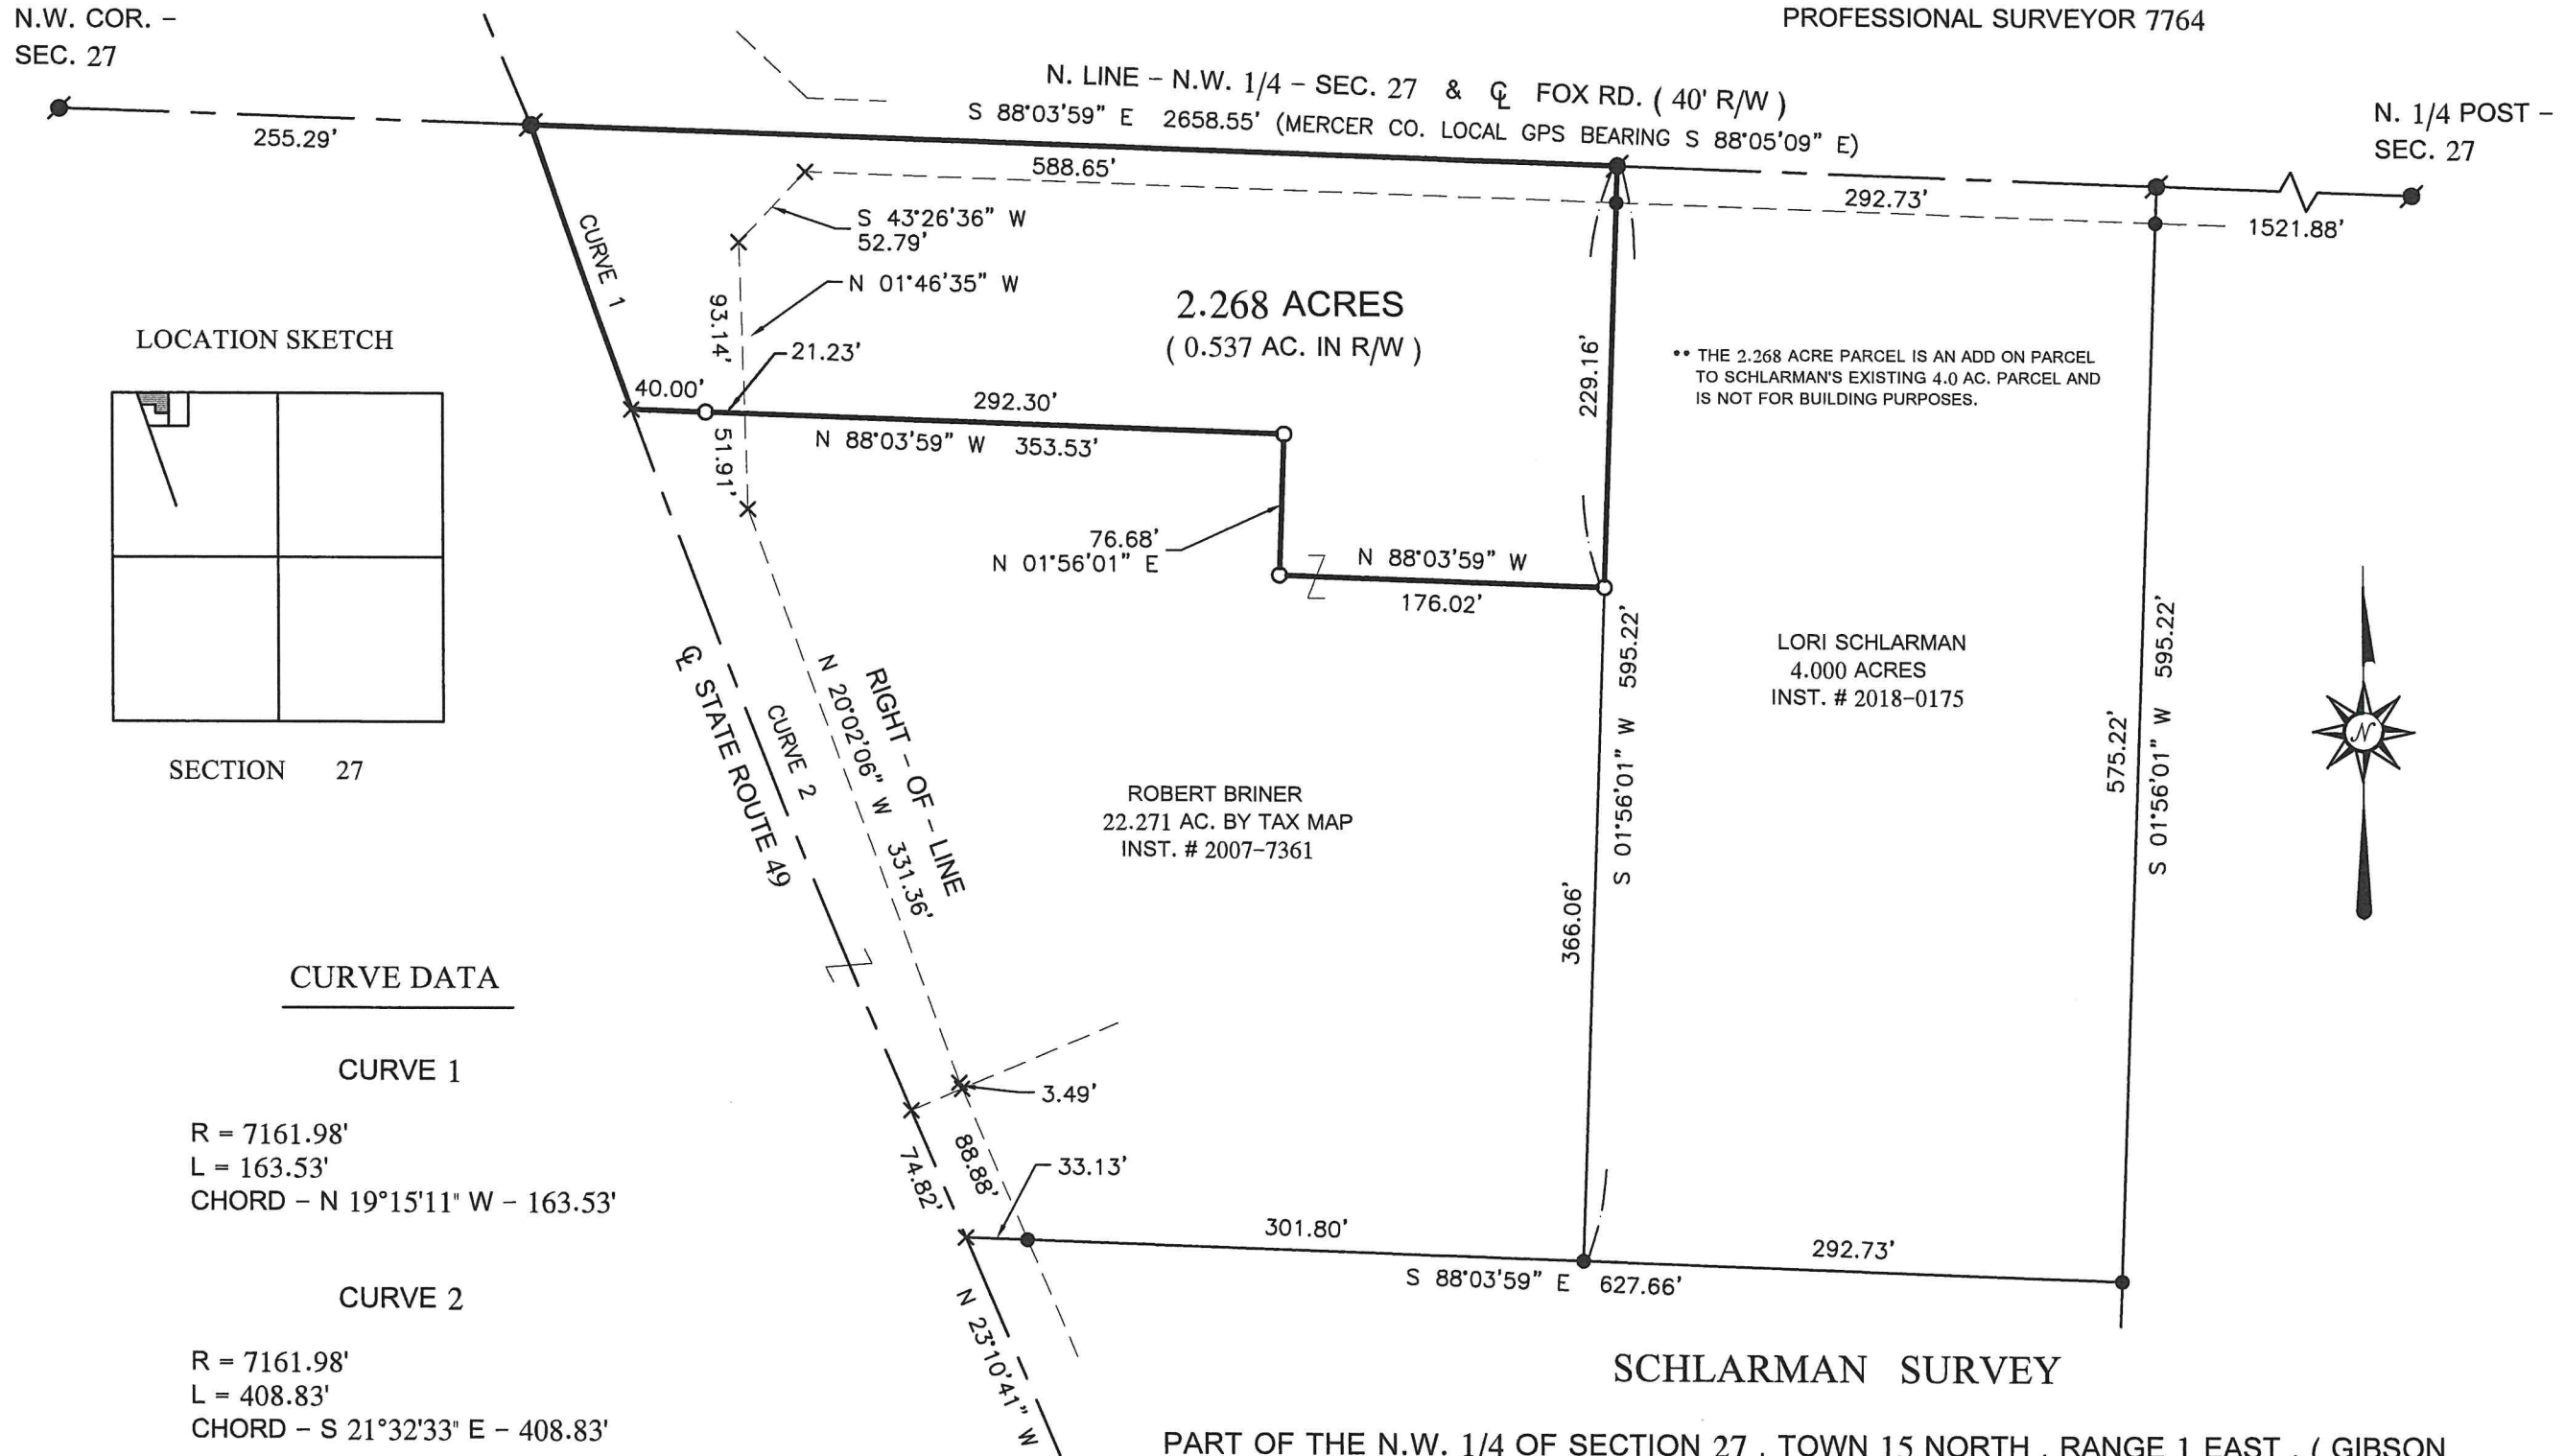 N.W. COR. –
SEC. 27
PROFESSIONAL SURVEYOR 7764
N. LINE – N.W. 1/4 – SEC. 27 & ℄ FOX RD. ( 40' R/W )
S 88°03'59" E 2658.55' (MERCER CO. LOCAL GPS BEARING S 88°05'09" E)
N. 1/4 POST –
SEC. 27
255.29'
588.65'
292.73'
1521.88'
CURVE 1
S 43°26'36" W
52.79'
N 01°46'35" W
93.14'
21.23'
2.268 ACRES
( 0.537 AC. IN R/W )
229.16'
•• THE 2.268 ACRE PARCEL IS AN ADD ON PARCEL
TO SCHLARMAN'S EXISTING 4.0 AC. PARCEL AND
IS NOT FOR BUILDING PURPOSES.
LOCATION SKETCH
40.00'
292.30'
N 88°03'59" W 353.53'
51.91'
76.68'
N 01°56'01" E
N 88°03'59" W
176.02'
SECTION 27
℄ STATE ROUTE 49
CURVE 2
N 20°02'06" W 331.36'
RIGHT – OF – LINE
LORI SCHLARMAN
4.000 ACRES
INST. # 2018–0175
S 01°56'01" W 595.22'
575.22'
S 01°56'01" W 595.22'
N
ROBERT BRINER
22.271 AC. BY TAX MAP
INST. # 2007–7361
366.06'
CURVE DATA
CURVE 1
R = 7161.98'
L = 163.53'
CHORD – N 19°15'11" W – 163.53'
CURVE 2
R = 7161.98'
L = 408.83'
CHORD – S 21°32'33" E – 408.83'
3.49'
74.82'
88.88'
33.13'
301.80'
292.73'
S 88°03'59" E 627.66'
N 23°10'41" W
SCHLARMAN SURVEY
PART OF THE N.W. 1/4 OF SECTION 27 , TOWN 15 NORTH , RANGE 1 EAST , ( GIBSON